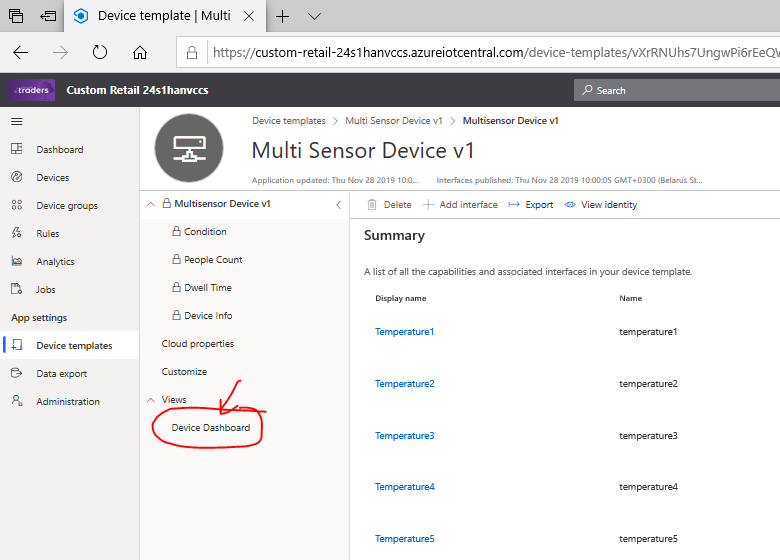 Device template | Multi
https://custom-retail-24s1hanvccs.azureiotcentral.com/device-templates/vXrRNUhs7UngwPi6rEeQV
traders
Custom Retail 24s1hanvccs
Search
Device templates > Multi Sensor Device v1 > Multisensor Device v1
Multi Sensor Device v1
Application updated: Thu Nov 28 2019 10:0... Interfaces published: Thu Nov 28 2019 10:00:05 GMT+0300 (Belarus St...
Dashboard
Devices
Device groups
Rules
Analytics
Jobs
App settings
Device templates
Data export
Administration
Multisensor Device v1
Condition
People Count
Dwell Time
Device Info
Cloud properties
Customize
Views
Device Dashboard
Delete Add interface Export View identity
Summary
A list of all the capabilities and associated interfaces in your device template.
Display name Name
Temperature1 temperature1
Temperature2 temperature2
Temperature3 temperature3
Temperature4 temperature4
Temperature5 temperature5